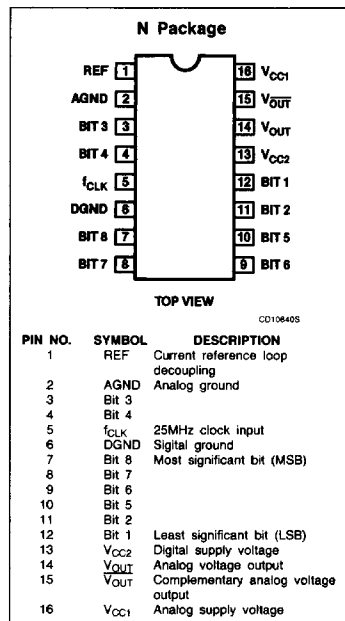 N Package
REF 1 16 VCC1
AGND 2 15 V̅O̅U̅T̅
BIT 3 3 14 VOUT
BIT 4 4 13 VCC2
fCLK 5 12 BIT 1
DGND 6 11 BIT 2
BIT 8 7 10 BIT 5
BIT 7 8 9 BIT 6
TOP VIEW
CD10640S
PIN NO. SYMBOL DESCRIPTION
1 REF Current reference loop
decoupling
2 AGND Analog ground
3 Bit 3
4 Bit 4
5 fCLK 25MHz clock input
6 DGND Sigital ground
7 Bit 8 Most significant bit (MSB)
8 Bit 7
9 Bit 6
10 Bit 5
11 Bit 2
12 Bit 1 Least significant bit (LSB)
13 VCC2 Digital supply voltage
14 VOUT Analog voltage output
15 V̅O̅U̅T̅ Complementary analog voltage
output
16 VCC1 Analog supply voltage